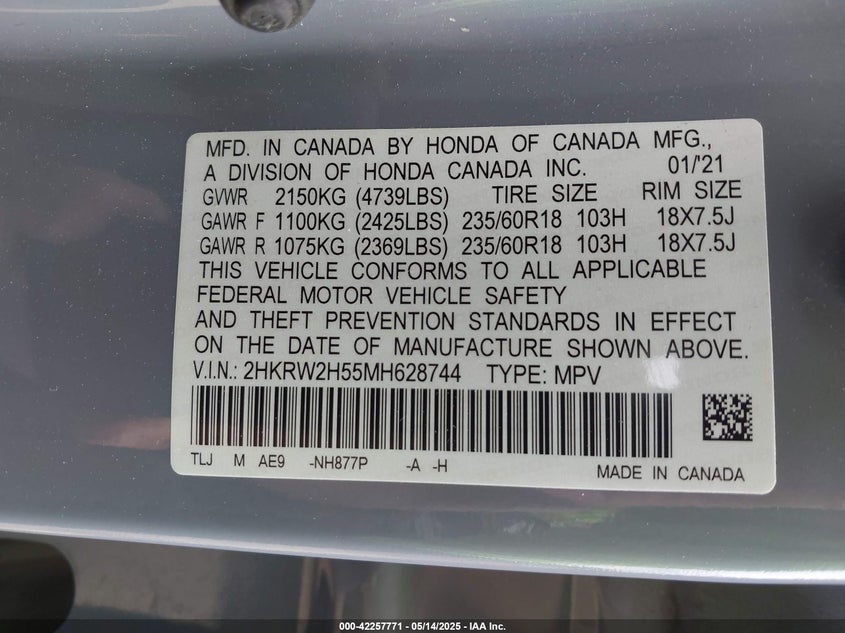 MFD. IN CANADA BY HONDA OF CANADA MFG.,
A DIVISION OF HONDA CANADA INC. 01/'21
GVWR 2150KG (4739LBS) TIRE SIZE RIM SIZE
GAWR F 1100KG (2425LBS) 235/60R18 103H 18X7.5J
GAWR R 1075KG (2369LBS) 235/60R18 103H 18X7.5J
THIS VEHICLE CONFORMS TO ALL APPLICABLE
FEDERAL MOTOR VEHICLE SAFETY
AND THEFT PREVENTION STANDARDS IN EFFECT
ON THE DATE OF MANUFACTURE SHOWN ABOVE.
V.I.N.: 2HKRW2H55MH628744 TYPE: MPV
TLJ M AE9 -NH877P -A -H
MADE IN CANADA
000-42257771 - 05/14/2025 - IAA Inc.